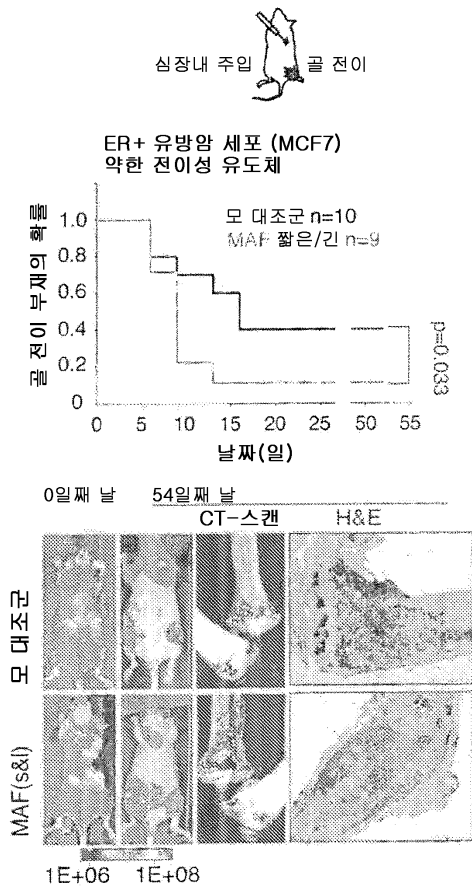 심장내 주입 골 전이
ER+ 유방암 세포 (MCF7)
약한 전이성 유도체
골 전이 부재의 확률
1.0
0.8
0.6
0.4
0.2
0
모 대조군 n=10
MAF 짧은/긴 n=9
p=0.033
0 5 10 15 20 25 50 55
날짜(일)
0일째 날 54일째 날
CT-스캔 H&E
모 대조군
MAF(s&l)
1E+06 1E+08